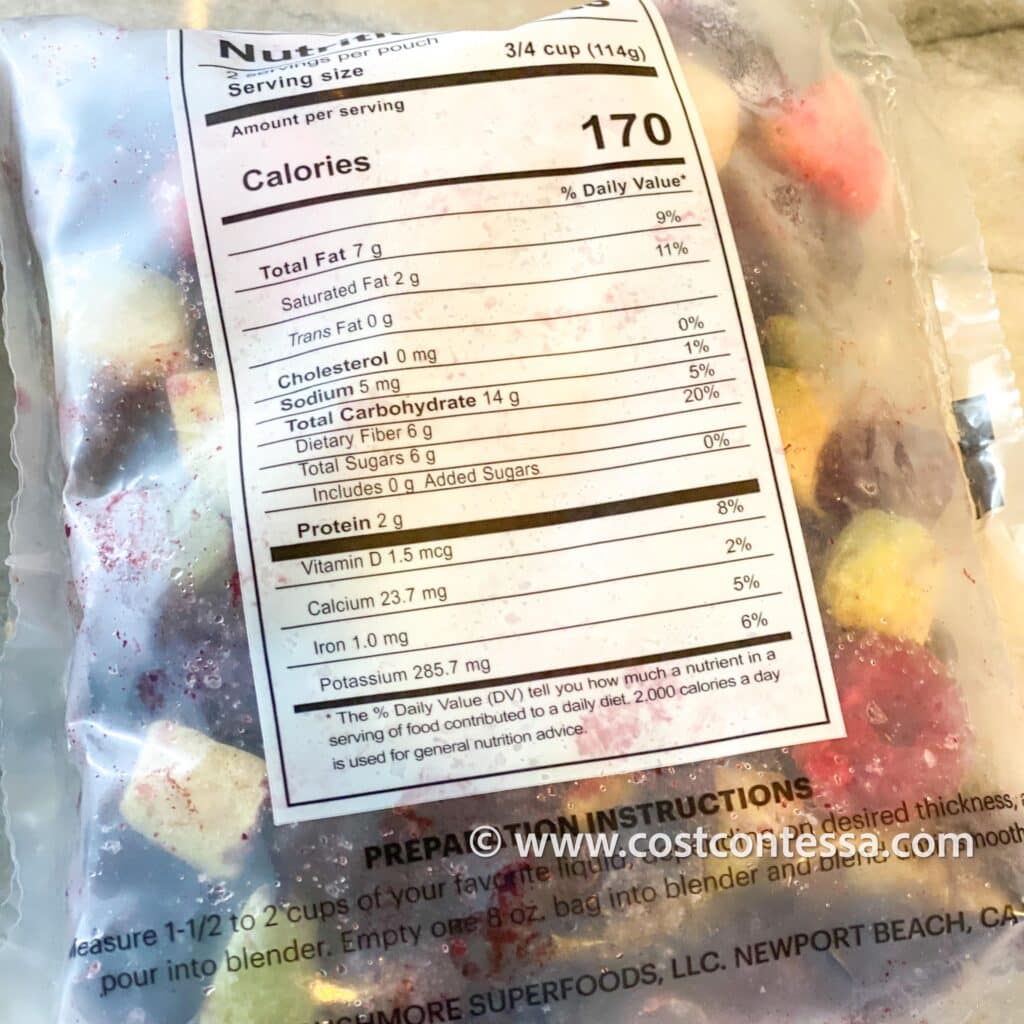 2 servings per pouch
Serving size 3/4 cup (114g)
Amount per serving
Calories 170
% Daily Value*
Total Fat 7 g 9%
Saturated Fat 2 g 11%
Trans Fat 0 g
Cholesterol 0 mg 0%
Sodium 5 mg 1%
Total Carbohydrate 14 g 5%
Dietary Fiber 6 g 20%
Total Sugars 6 g
Includes 0 g Added Sugars 0%
Protein 2 g
Vitamin D 1.5 mcg 8%
Calcium 23.7 mg 2%
Iron 1.0 mg 5%
Potassium 285.7 mg 6%
* The % Daily Value (DV) tell you how much a nutrient in a
serving of food contributed to a daily diet. 2,000 calories a day
is used for general nutrition advice.
INSTRUCTIONS
© www.costcontessa.com
1-1/2 to 2 cups of your favorite liquid, on desired thickness,
pour into blender. Empty one 8 oz. bag into blender and blend
SUPERFOODS, LLC. NEWPORT BEACH, CA